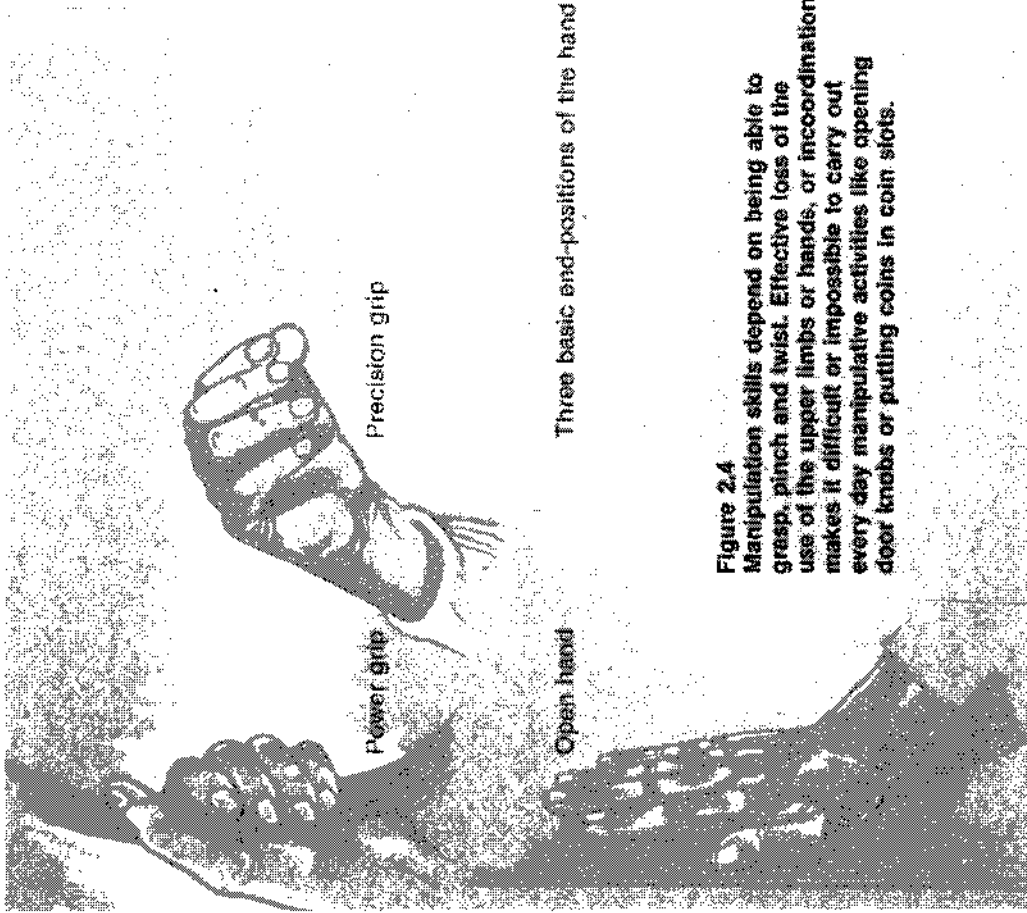 Power grip
Precision grip
Open hand
Three basic end-positions of the hand
Figure 2.4
Manipulation skills depend on being able to
grasp, pinch and twist. Effective loss of the
use of the upper limbs or hands, or incoordination
makes it difficult or impossible to carry out
every day manipulative activities like opening
door knobs or putting coins in coin slots.